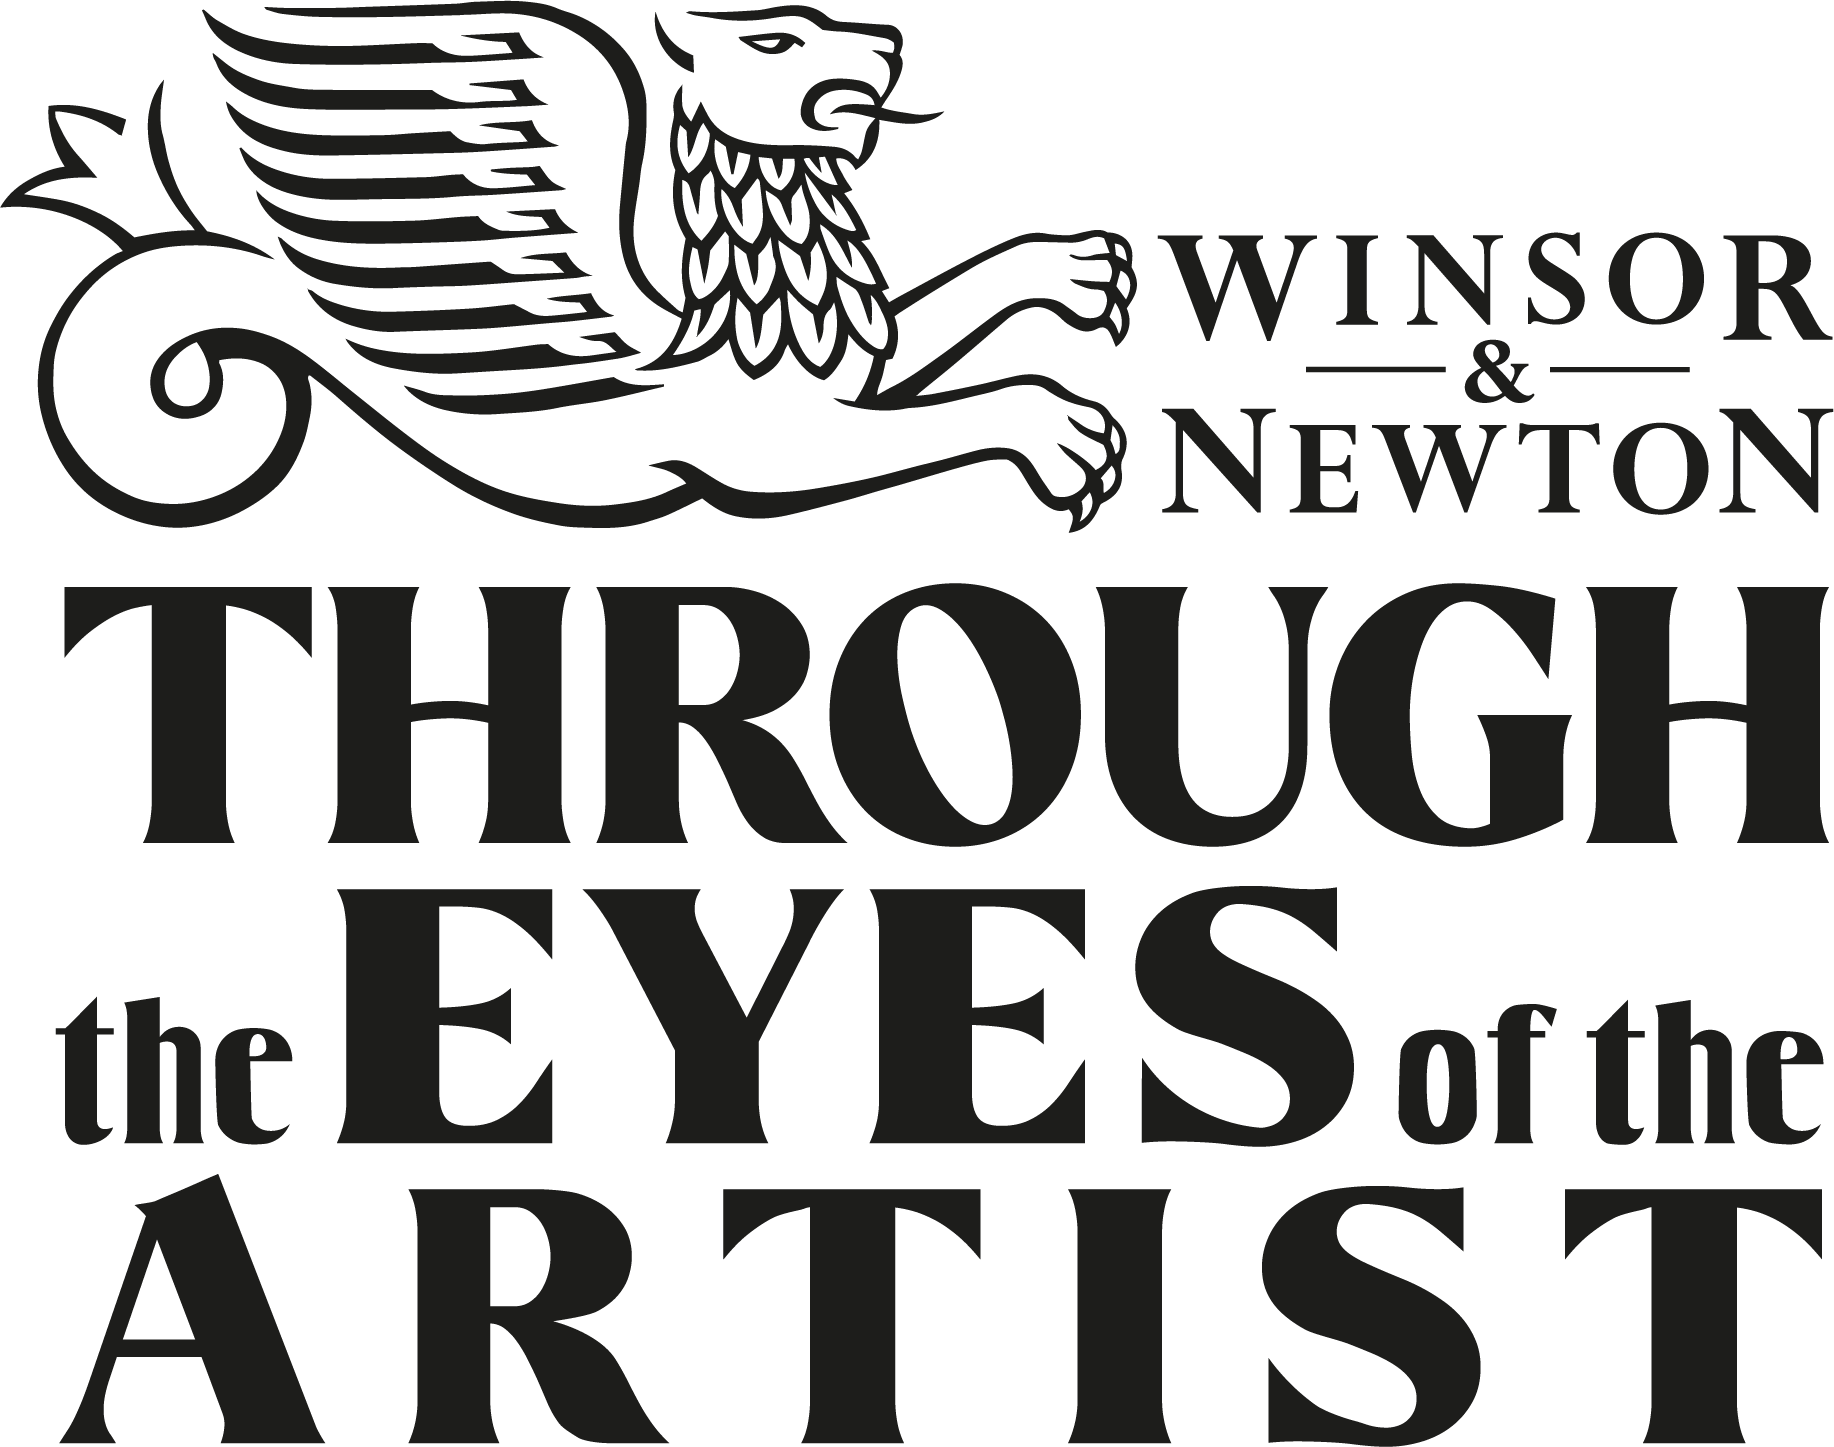 WINSOR
&
NEWTON
THROUGH
the EYES of the
ARTIST